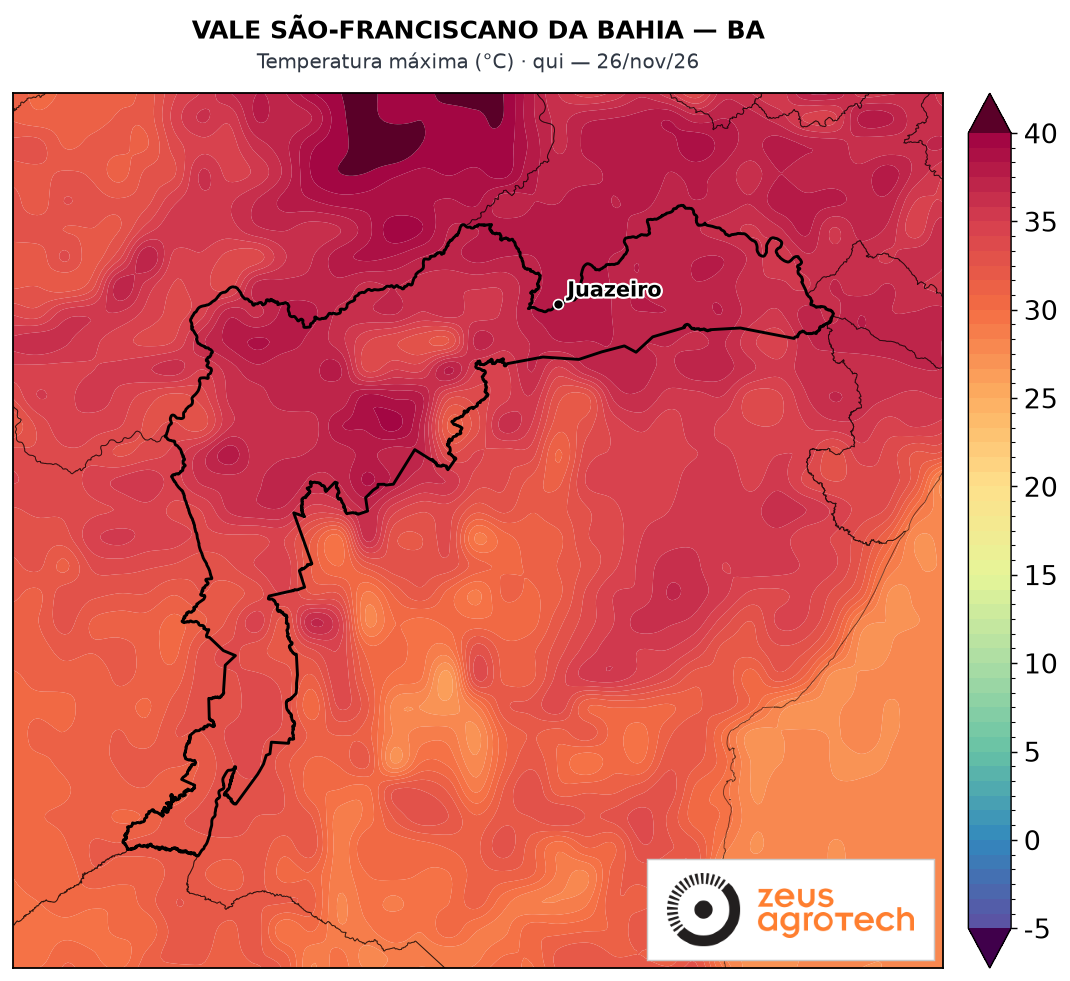 VALE SÃO-FRANCISCANO DA BAHIA — BA
Temperatura máxima (°C) · qui — 26/nov/26
Juazeiro
40
35
30
25
20
15
10
5
0
-5
zeus
agrotech